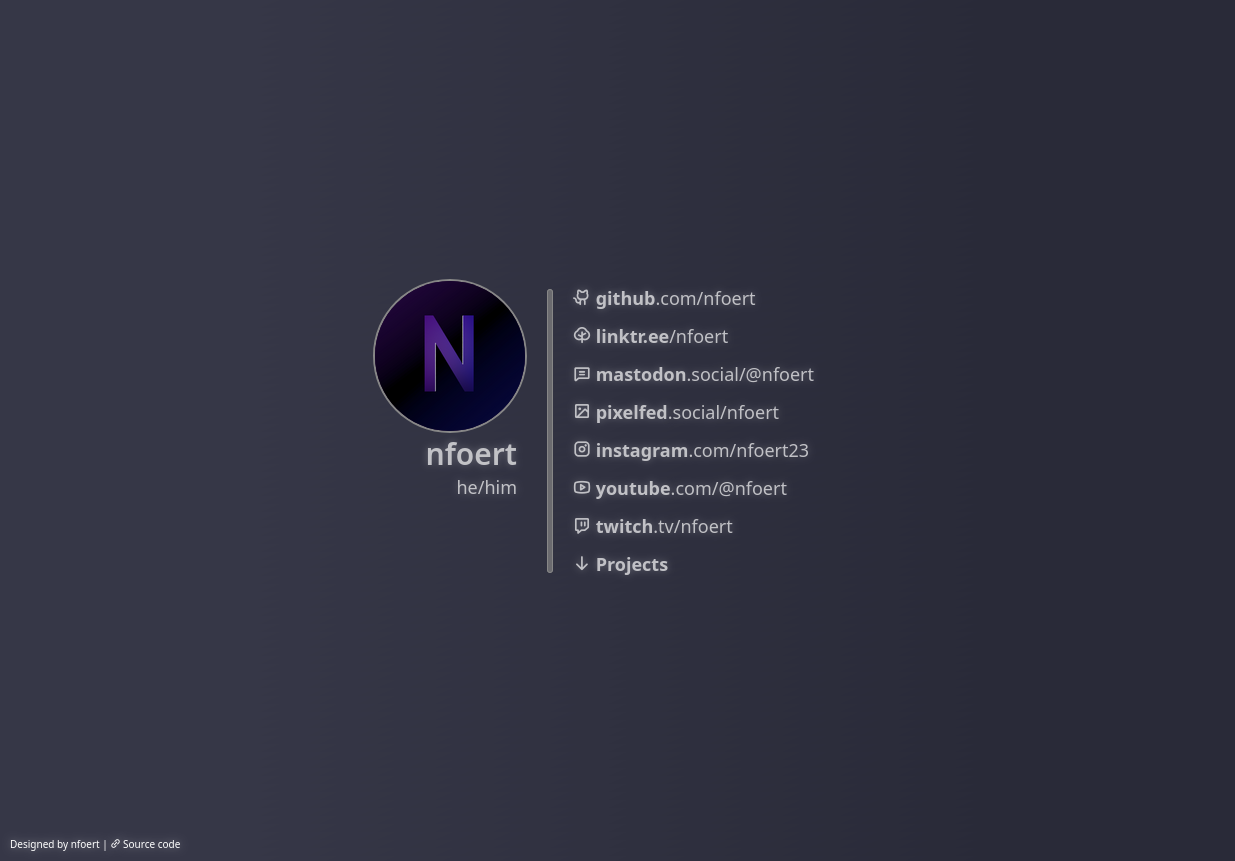 N
nfoert
he/him
github.com/nfoert
linktr.ee/nfoert
mastodon.social/@nfoert
pixelfed.social/nfoert
instagram.com/nfoert23
youtube.com/@nfoert
twitch.tv/nfoert
Projects
Designed by nfoert | Source code